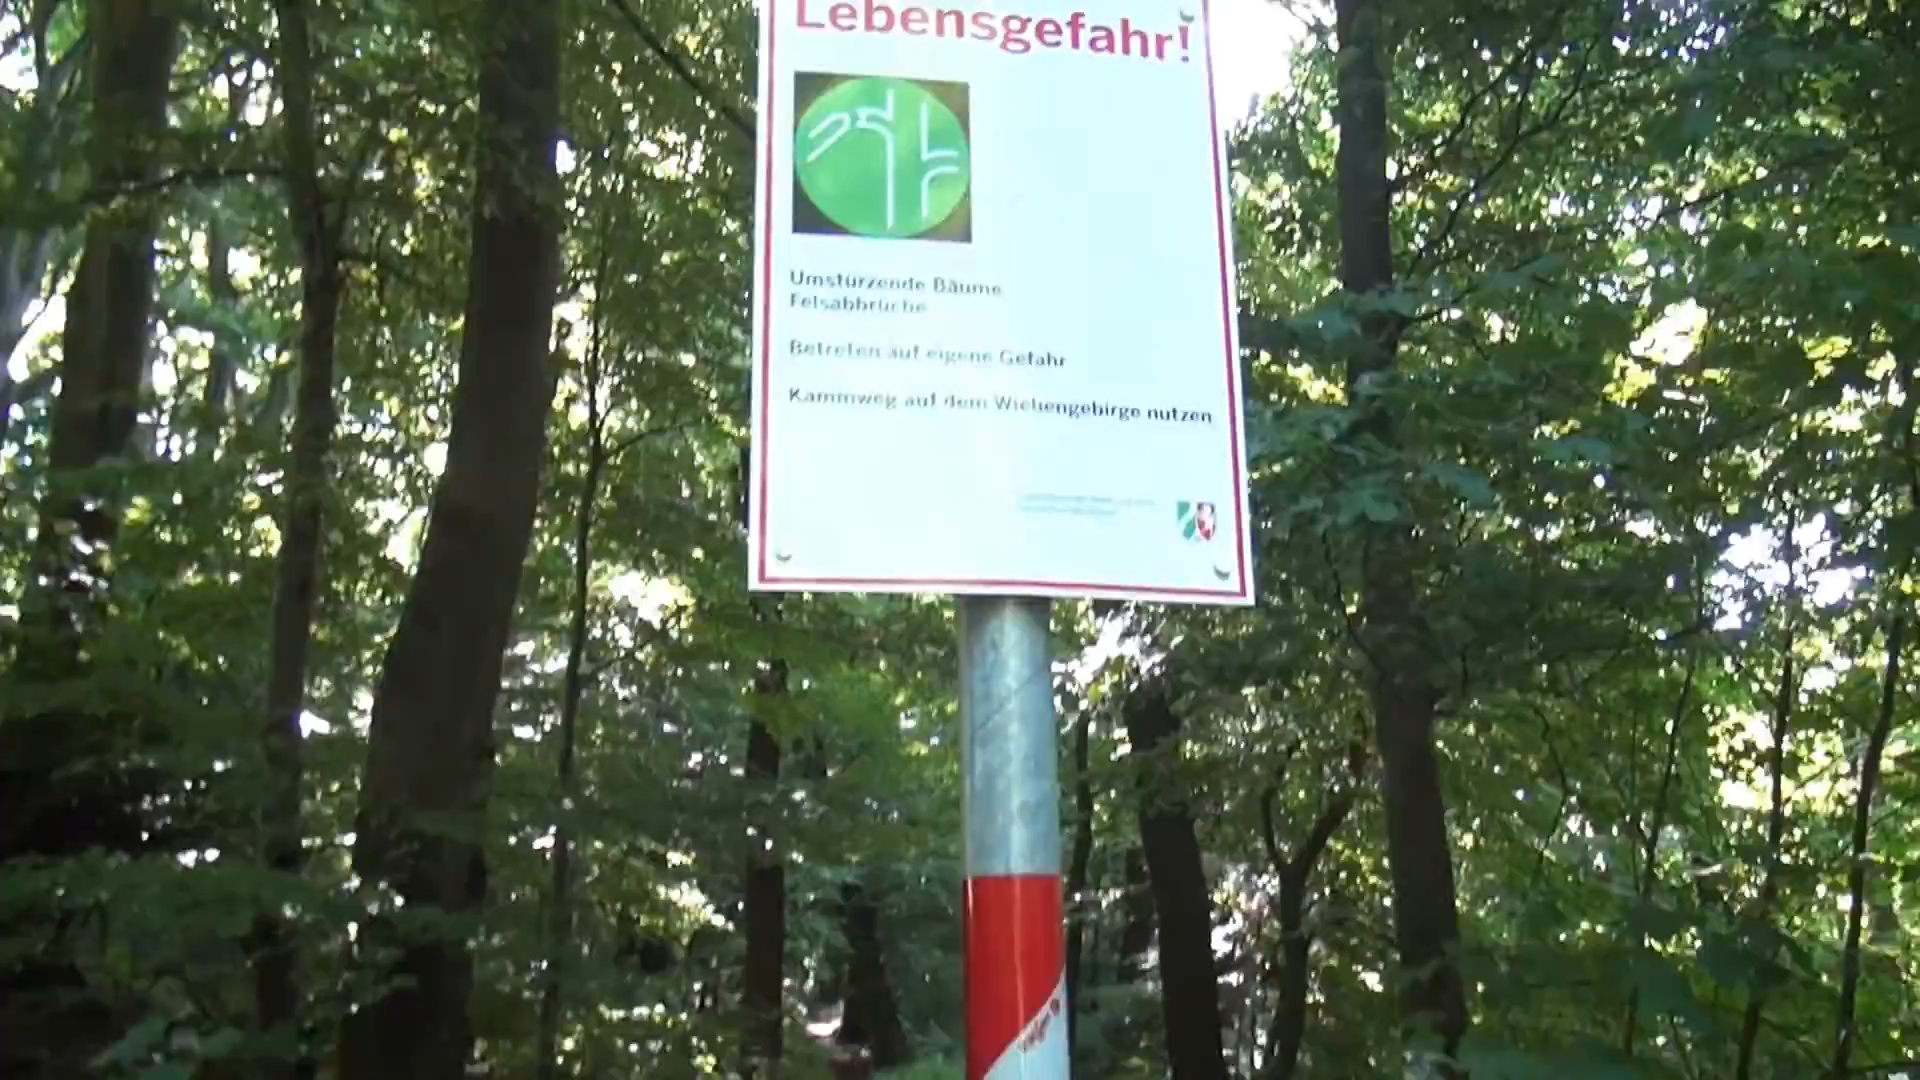 Lebensgefahr!
Umstürzende Bäume
Felsabbrüche
Betreten auf eigene Gefahr
Kammweg auf dem Wiehengebirge nutzen